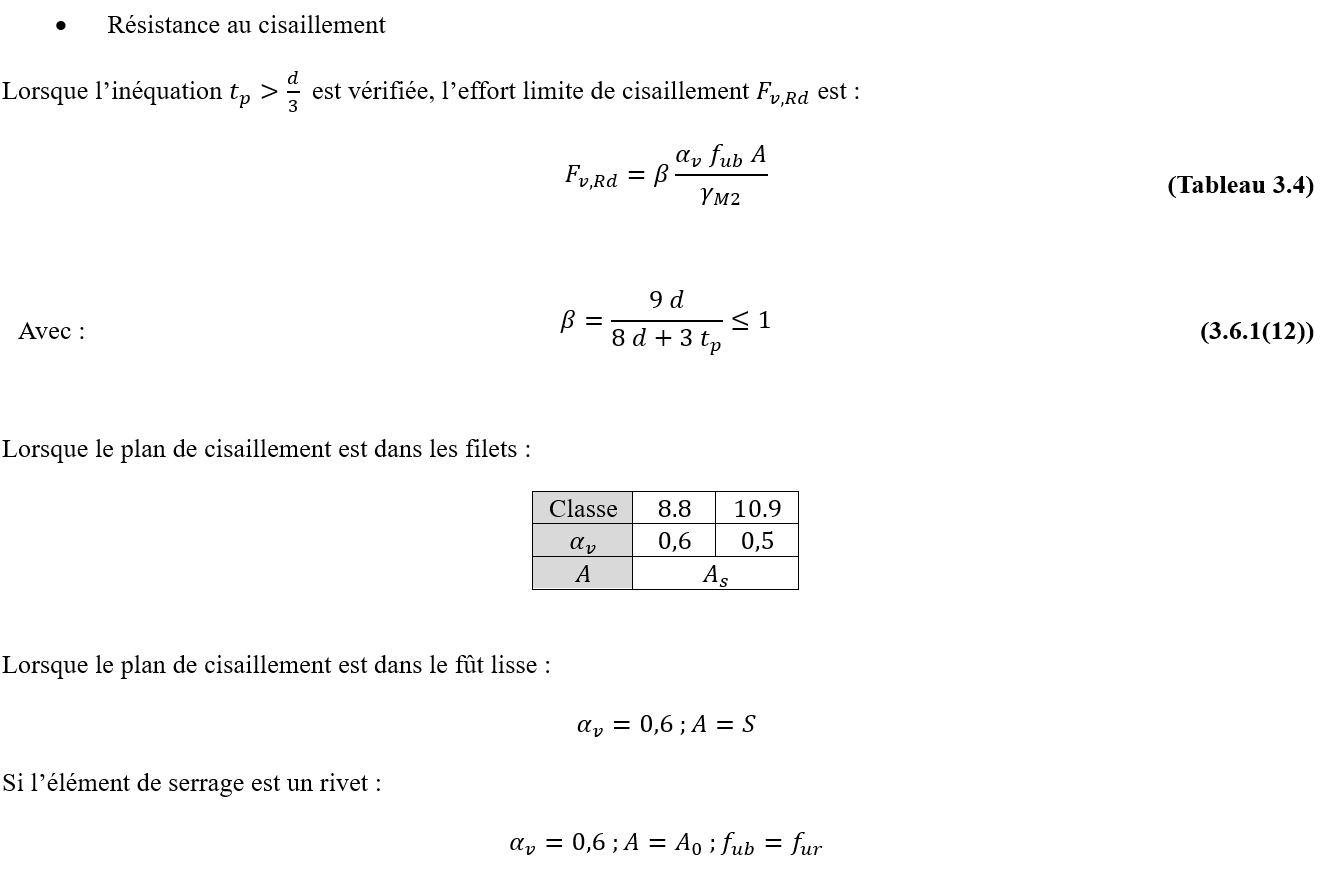 • Résistance au cisaillement
Lorsque l’inéquation $t_p > \frac{d}{3}$ est vérifiée, l’effort limite de cisaillement $F_{v,Rd}$ est :
$F_{v,Rd} = \beta \frac{\alpha_v \, f_{ub} \, A}{\gamma_{M2}}$ (Tableau 3.4)
Avec : $\beta = \frac{9 \, d}{8 \, d + 3 \, t_p} \leq 1$ (3.6.1(12))
Lorsque le plan de cisaillement est dans les filets :
Classe 8.8 10.9
$\alpha_v$ 0,6 0,5
$A$ $A_s$
Lorsque le plan de cisaillement est dans le fût lisse :
$\alpha_v = 0,6 \, ; A = S$
Si l’élément de serrage est un rivet :
$\alpha_v = 0,6 \, ; A = A_0 \, ; f_{ub} = f_{ur}$